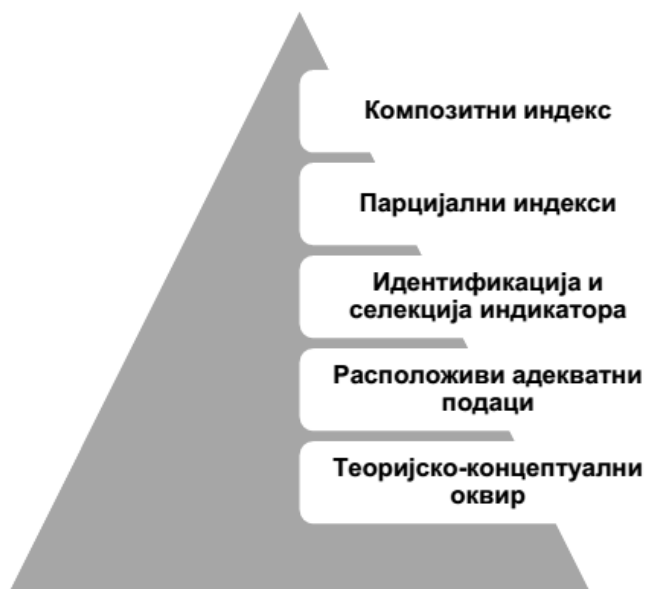 Композитни индекс
Парцијални индекси
Идентификација и
селекција индикатора
Расположиви адекватни
подаци
Теоријско-концептуални
оквир